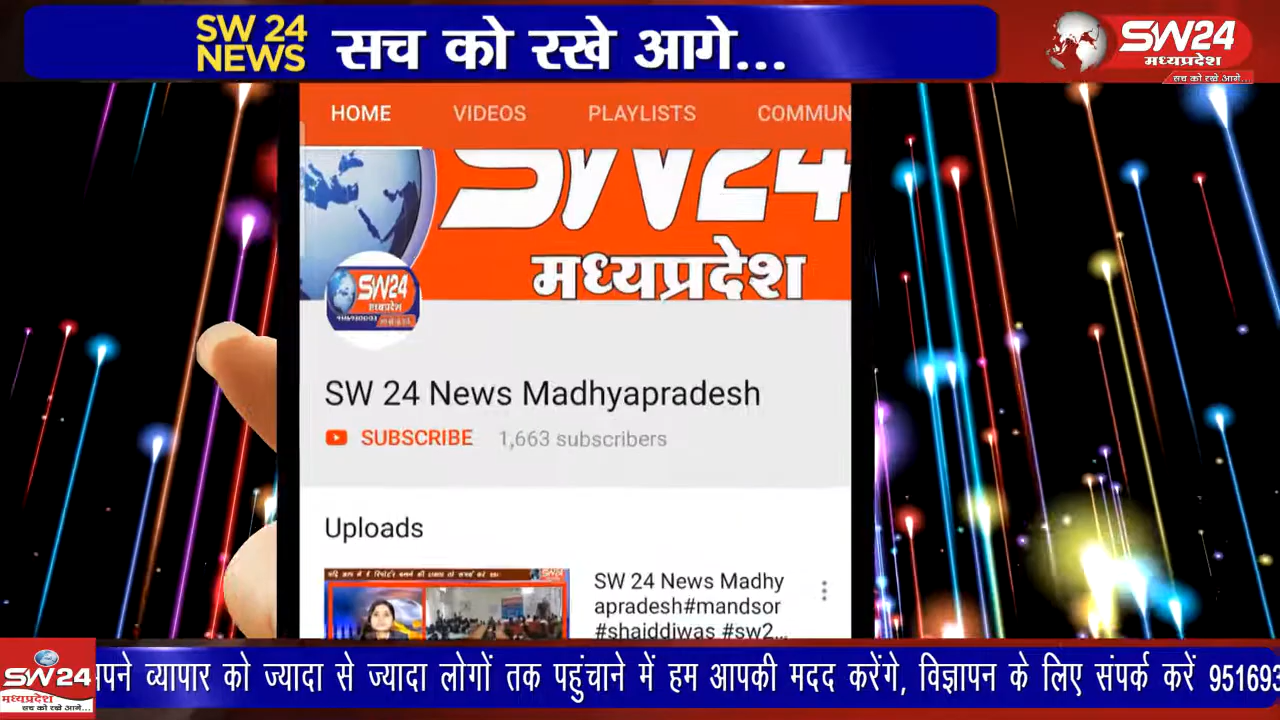 SW 24
NEWS
सच को रखे आगे...
SW24
मध्यप्रदेश
सच को रखे आगे...
HOME VIDEOS PLAYLISTS COMMUN
SW24
मध्यप्रदेश
SW24
मध्यप्रदेश
SW 24 News Madhyapradesh
SUBSCRIBE 1,663 subscribers
Uploads
SW 24 News Madhy
apradesh#mandsor
#shaiddiwas #sw2...
SW24
मध्यप्रदेश
सच को रखे आगे...
पने व्यापार को ज्यादा से ज्यादा लोगों तक पहुंचाने में हम आपकी मदद करेंगे, विज्ञापन के लिए संपर्क करें 951693